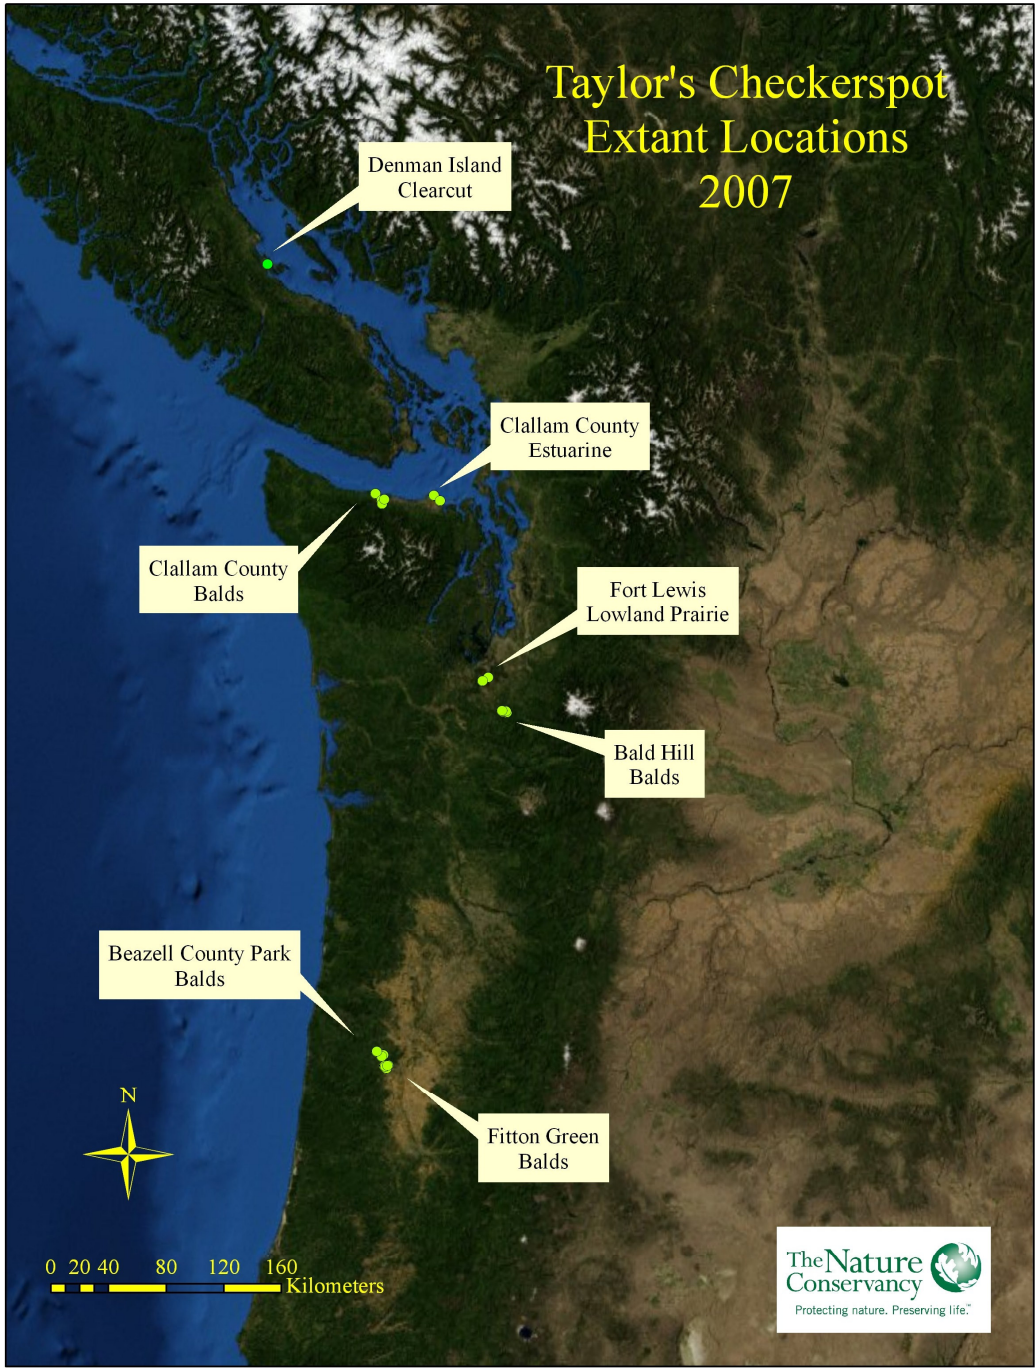 Taylor's Checkerspot
Extant Locations
2007
Denman Island
Clearcut
Clallam County
Estuarine
Clallam County
Balds
Fort Lewis
Lowland Prairie
Bald Hill
Balds
Beazell County Park
Balds
Fitton Green
Balds
N
0 20 40 80 120 160
Kilometers
The Nature
Conservancy
Protecting nature. Preserving life.™